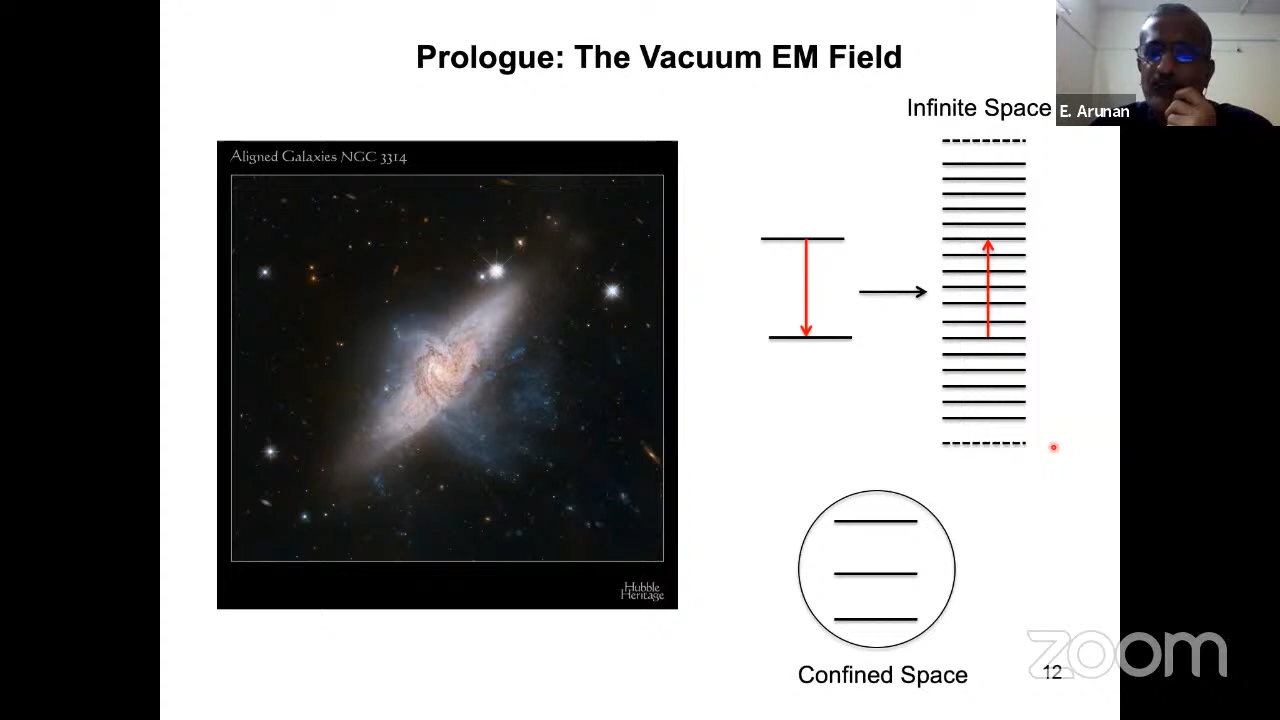 Prologue: The Vacuum EM Field
Infinite Space
E. Arunan
Aligned Galaxies NGC 3314
Hubble
Heritage
Confined Space
12
zoom